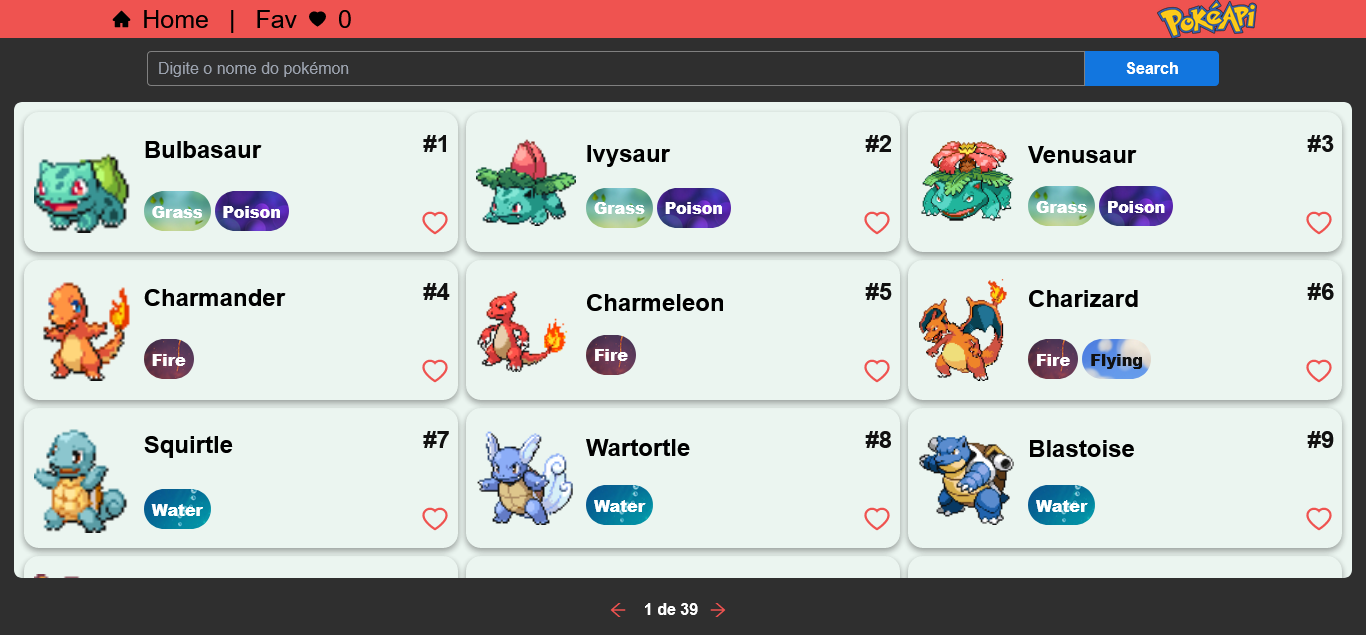 Home | Fav 0
PokéApi
Digite o nome do pokémon
Search
Bulbasaur
#1
Grass Poison
Ivysaur
#2
Grass Poison
Venusaur
#3
Grass Poison
Charmander
#4
Fire
Charmeleon
#5
Fire
Charizard
#6
Fire Flying
Squirtle
#7
Water
Wartortle
#8
Water
Blastoise
#9
Water
1 de 39